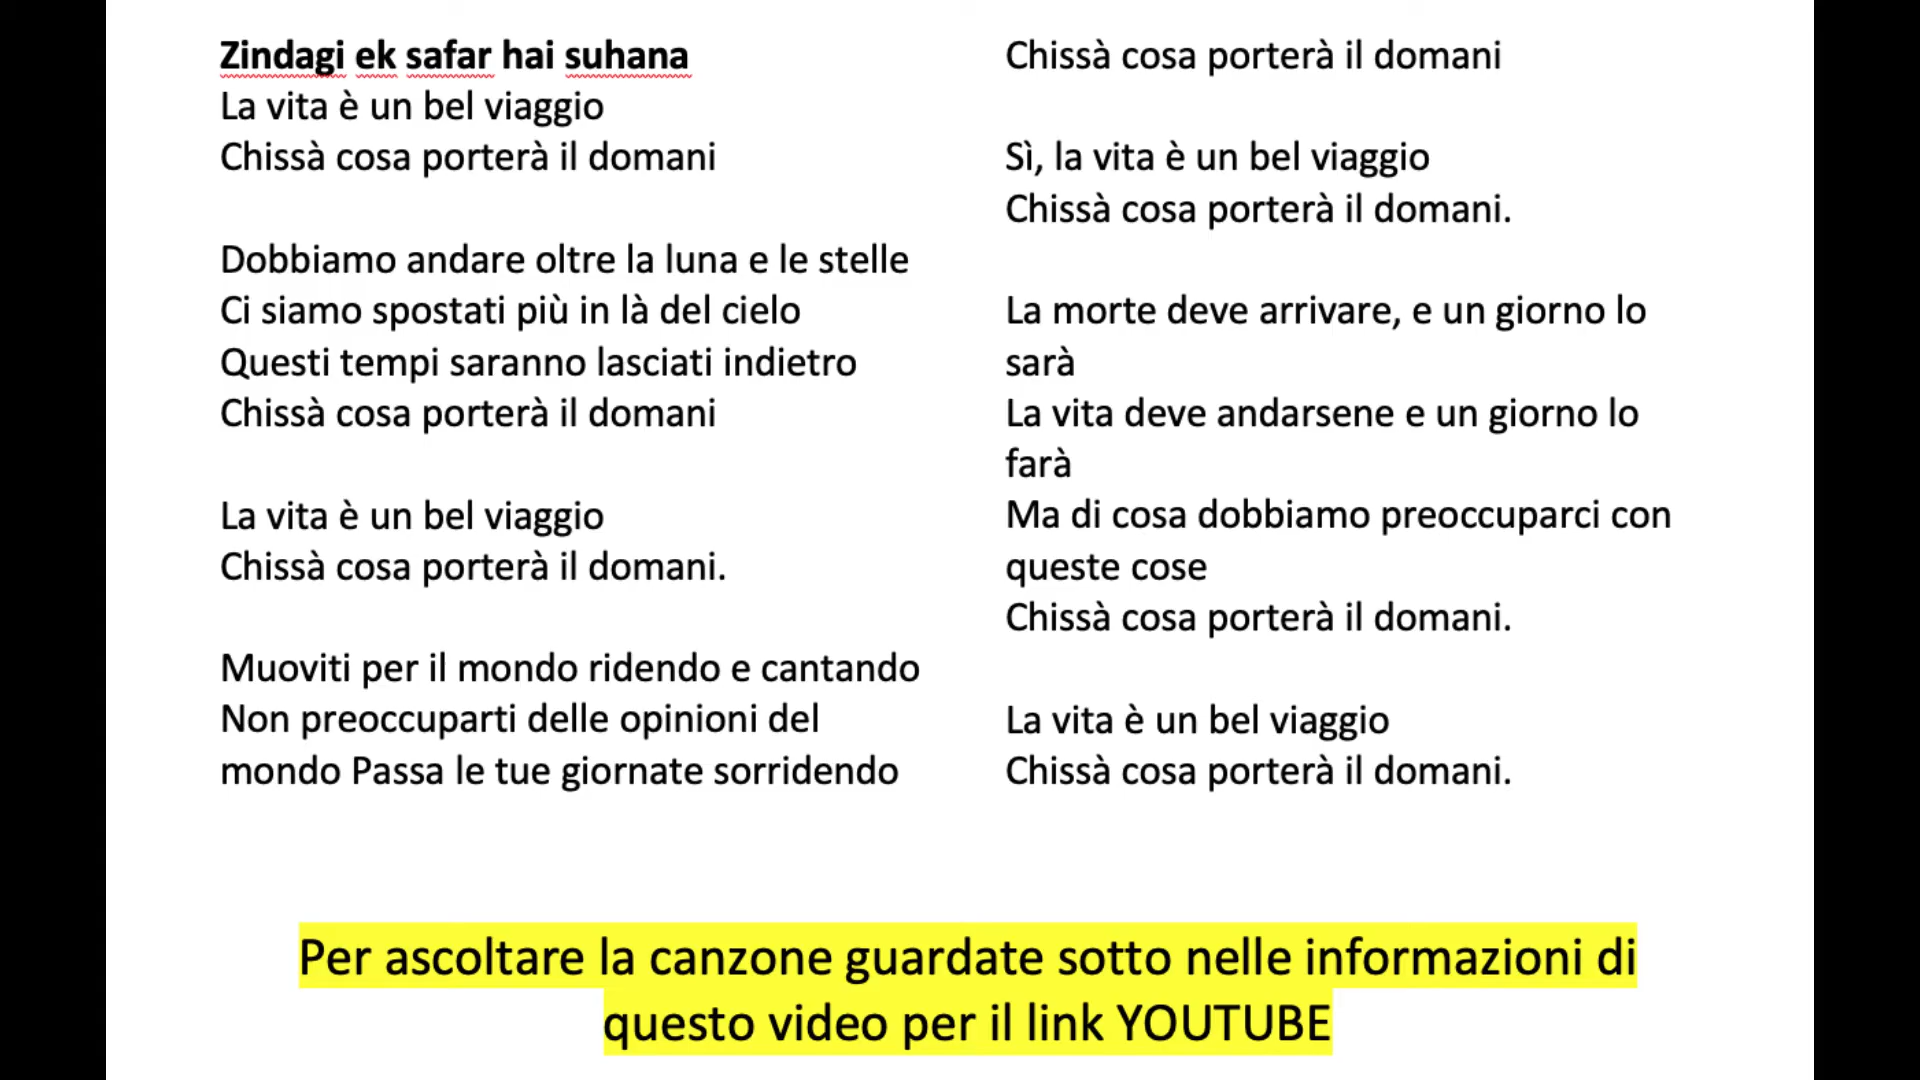 Zindagi ek safar hai suhana
La vita è un bel viaggio
Chissà cosa porterà il domani
Dobbiamo andare oltre la luna e le stelle
Ci siamo spostati più in là del cielo
Questi tempi saranno lasciati indietro
Chissà cosa porterà il domani
La vita è un bel viaggio
Chissà cosa porterà il domani.
Muoviti per il mondo ridendo e cantando
Non preoccuparti delle opinioni del
mondo Passa le tue giornate sorridendo
Chissà cosa porterà il domani
Sì, la vita è un bel viaggio
Chissà cosa porterà il domani.
La morte deve arrivare, e un giorno lo
sarà
La vita deve andarsene e un giorno lo
farà
Ma di cosa dobbiamo preoccuparci con
queste cose
Chissà cosa porterà il domani.
La vita è un bel viaggio
Chissà cosa porterà il domani.
Per ascoltare la canzone guardate sotto nelle informazioni di
questo video per il link YOUTUBE